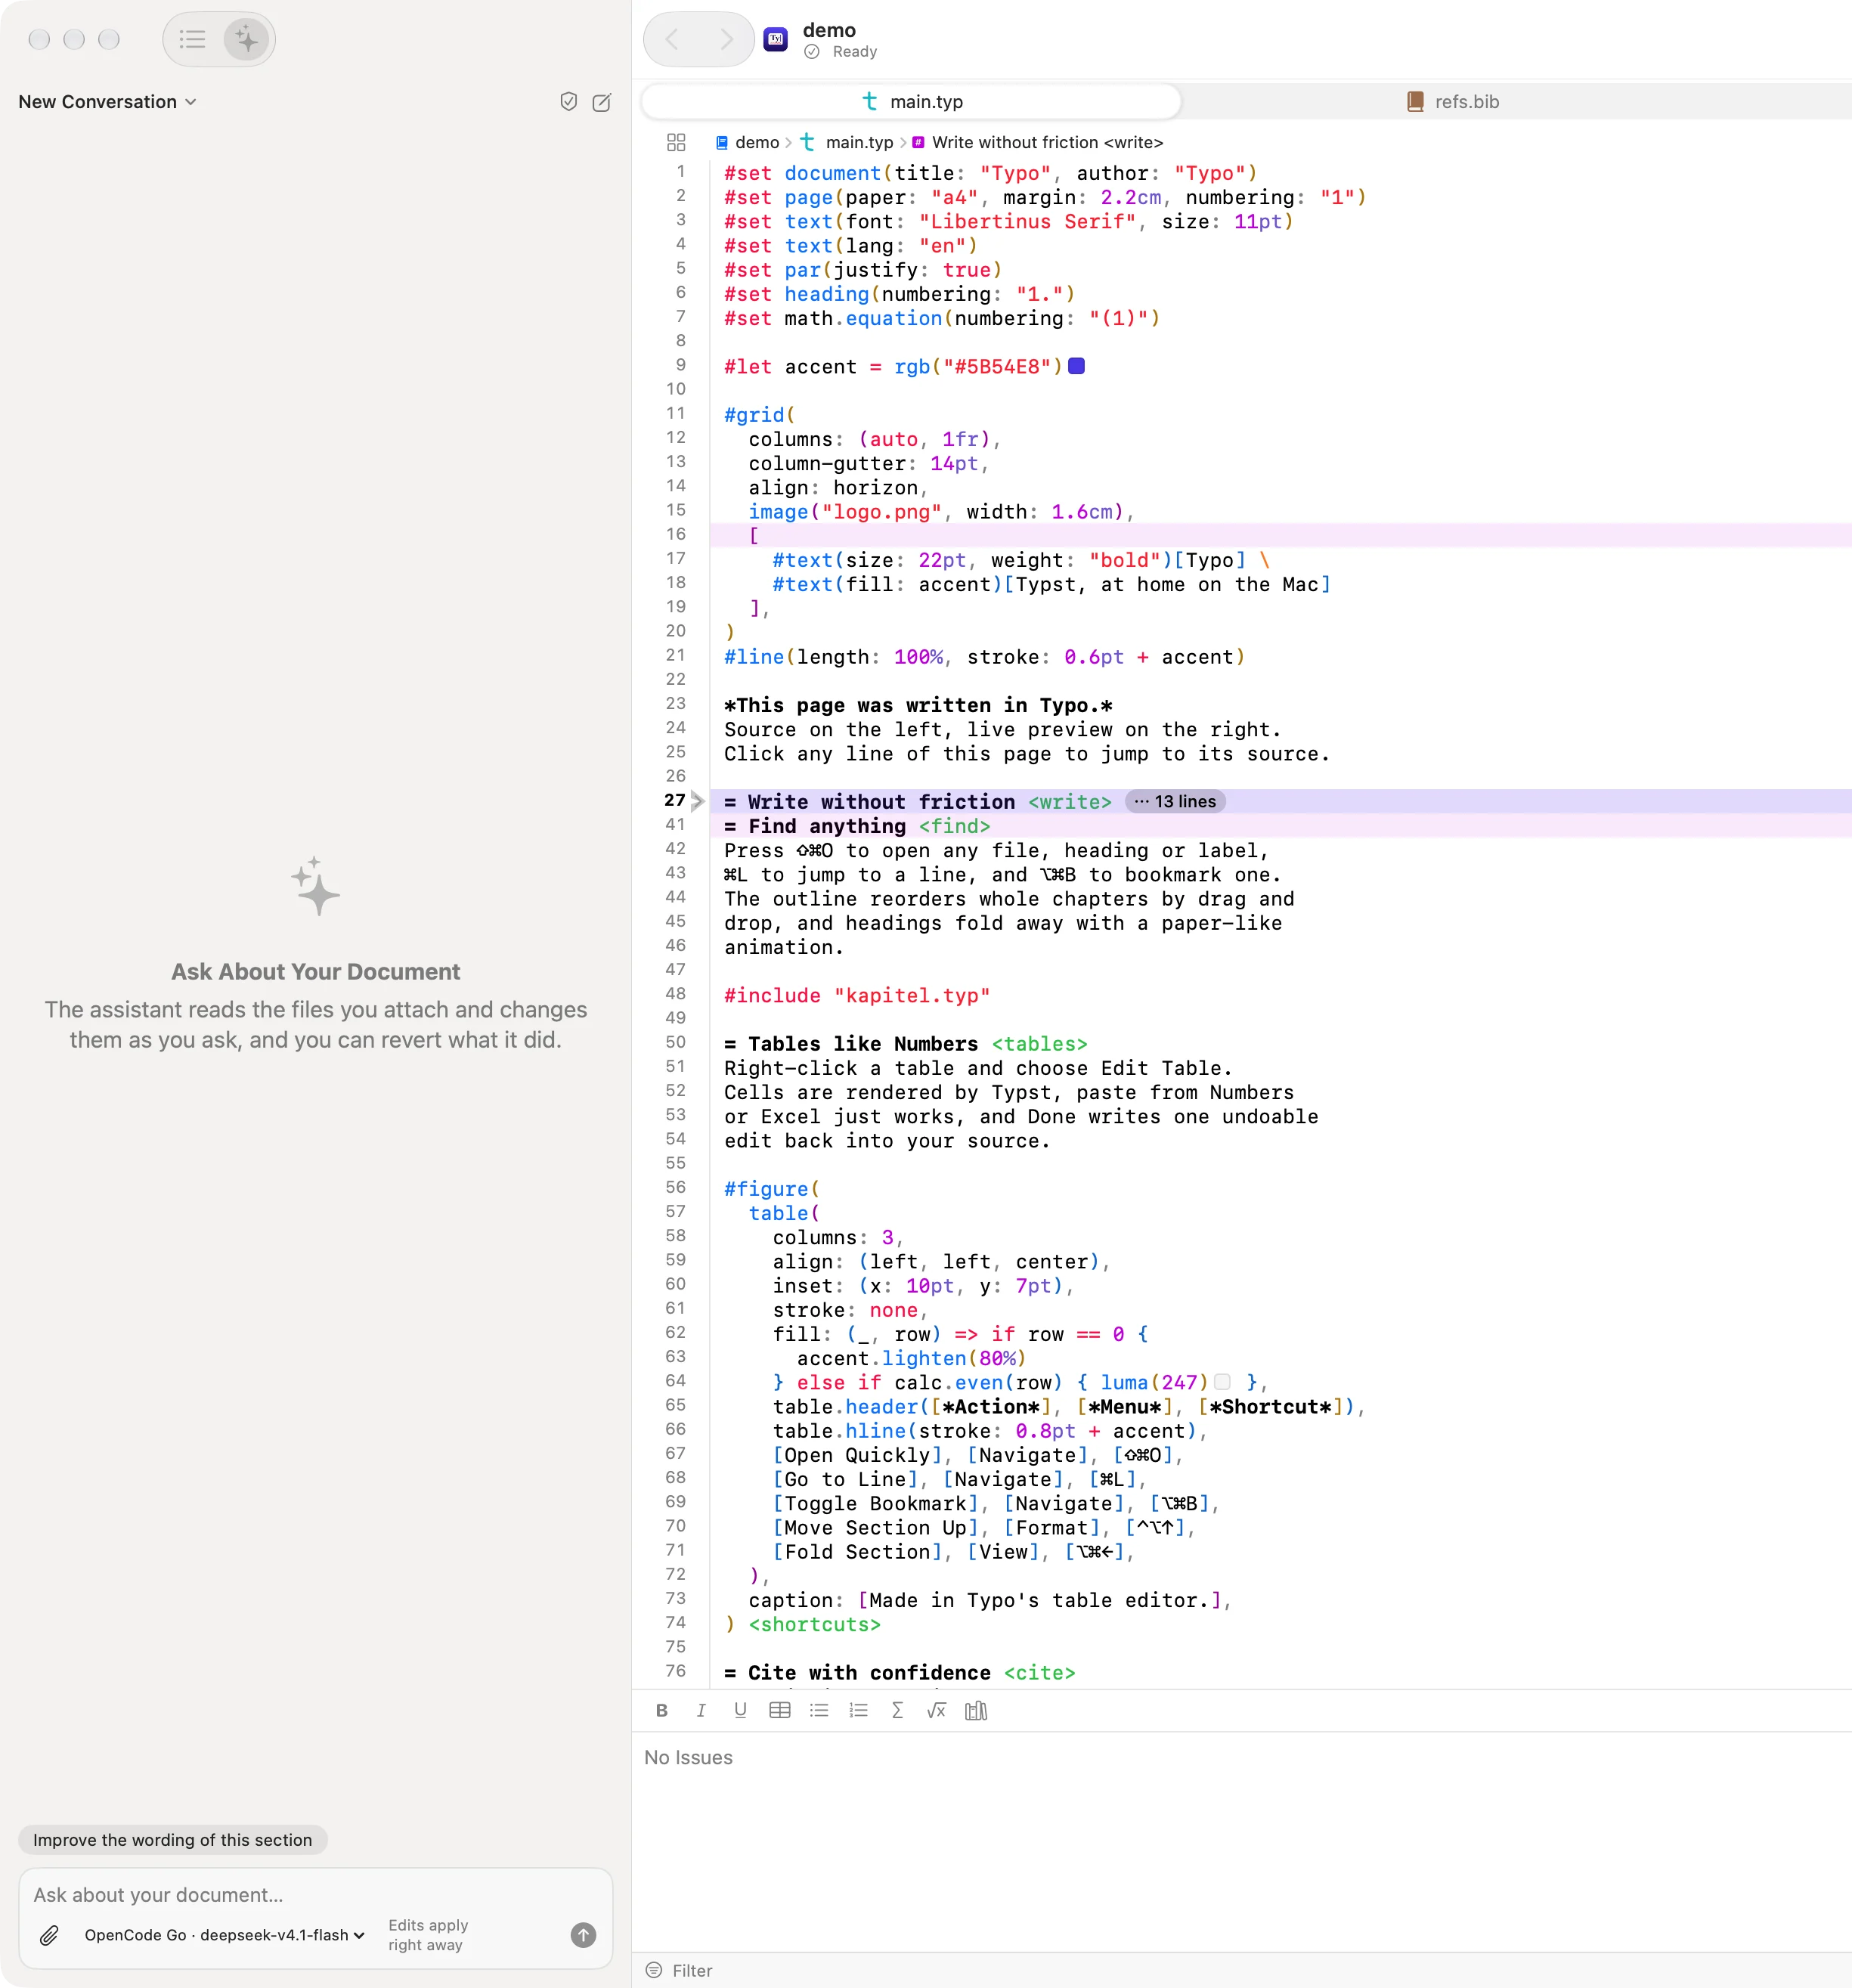 New Conversation
Ask About Your Document
The assistant reads the files you attach and changes
them as you ask, and you can revert what it did.
Improve the wording of this section
Ask about your document...
OpenCode Go · deepseek-v4.1-flash
Edits apply
right away
demo
Ready
main.typ
refs.bib
demo > main.typ > Write without friction <write>
1 #set document(title: "Typo", author: "Typo")
2 #set page(paper: "a4", margin: 2.2cm, numbering: "1")
3 #set text(font: "Libertinus Serif", size: 11pt)
4 #set text(lang: "en")
5 #set par(justify: true)
6 #set heading(numbering: "1.")
7 #set math.equation(numbering: "(1)")
8
9 #let accent = rgb("#5B54E8")
10
11 #grid(
12 columns: (auto, 1fr),
13 column-gutter: 14pt,
14 align: horizon,
15 image("logo.png", width: 1.6cm),
16 [
17 #text(size: 22pt, weight: "bold")[Typo] \
18 #text(fill: accent)[Typst, at home on the Mac]
19 ],
20 )
21 #line(length: 100%, stroke: 0.6pt + accent)
22
23 *This page was written in Typo.*
24 Source on the left, live preview on the right.
25 Click any line of this page to jump to its source.
26
27 = Write without friction <write> ··· 13 lines
41 = Find anything <find>
42 Press ⇧⌘O to open any file, heading or label,
43 ⌘L to jump to a line, and ⌥⌘B to bookmark one.
44 The outline reorders whole chapters by drag and
45 drop, and headings fold away with a paper-like
46 animation.
47
48 #include "kapitel.typ"
49
50 = Tables like Numbers <tables>
51 Right-click a table and choose Edit Table.
52 Cells are rendered by Typst, paste from Numbers
53 or Excel just works, and Done writes one undoable
54 edit back into your source.
55
56 #figure(
57 table(
58 columns: 3,
59 align: (left, left, center),
60 inset: (x: 10pt, y: 7pt),
61 stroke: none,
62 fill: (_, row) => if row == 0 {
63 accent.lighten(80%)
64 } else if calc.even(row) { luma(247) },
65 table.header([*Action*], [*Menu*], [*Shortcut*]),
66 table.hline(stroke: 0.8pt + accent),
67 [Open Quickly], [Navigate], [⇧⌘O],
68 [Go to Line], [Navigate], [⌘L],
69 [Toggle Bookmark], [Navigate], [⌥⌘B],
70 [Move Section Up], [Format], [^⌥↑],
71 [Fold Section], [View], [⌥⌘←],
72 ),
73 caption: [Made in Typo's table editor.],
74 ) <shortcuts>
75
76 = Cite with confidence <cite>
B I U
No Issues
Filter